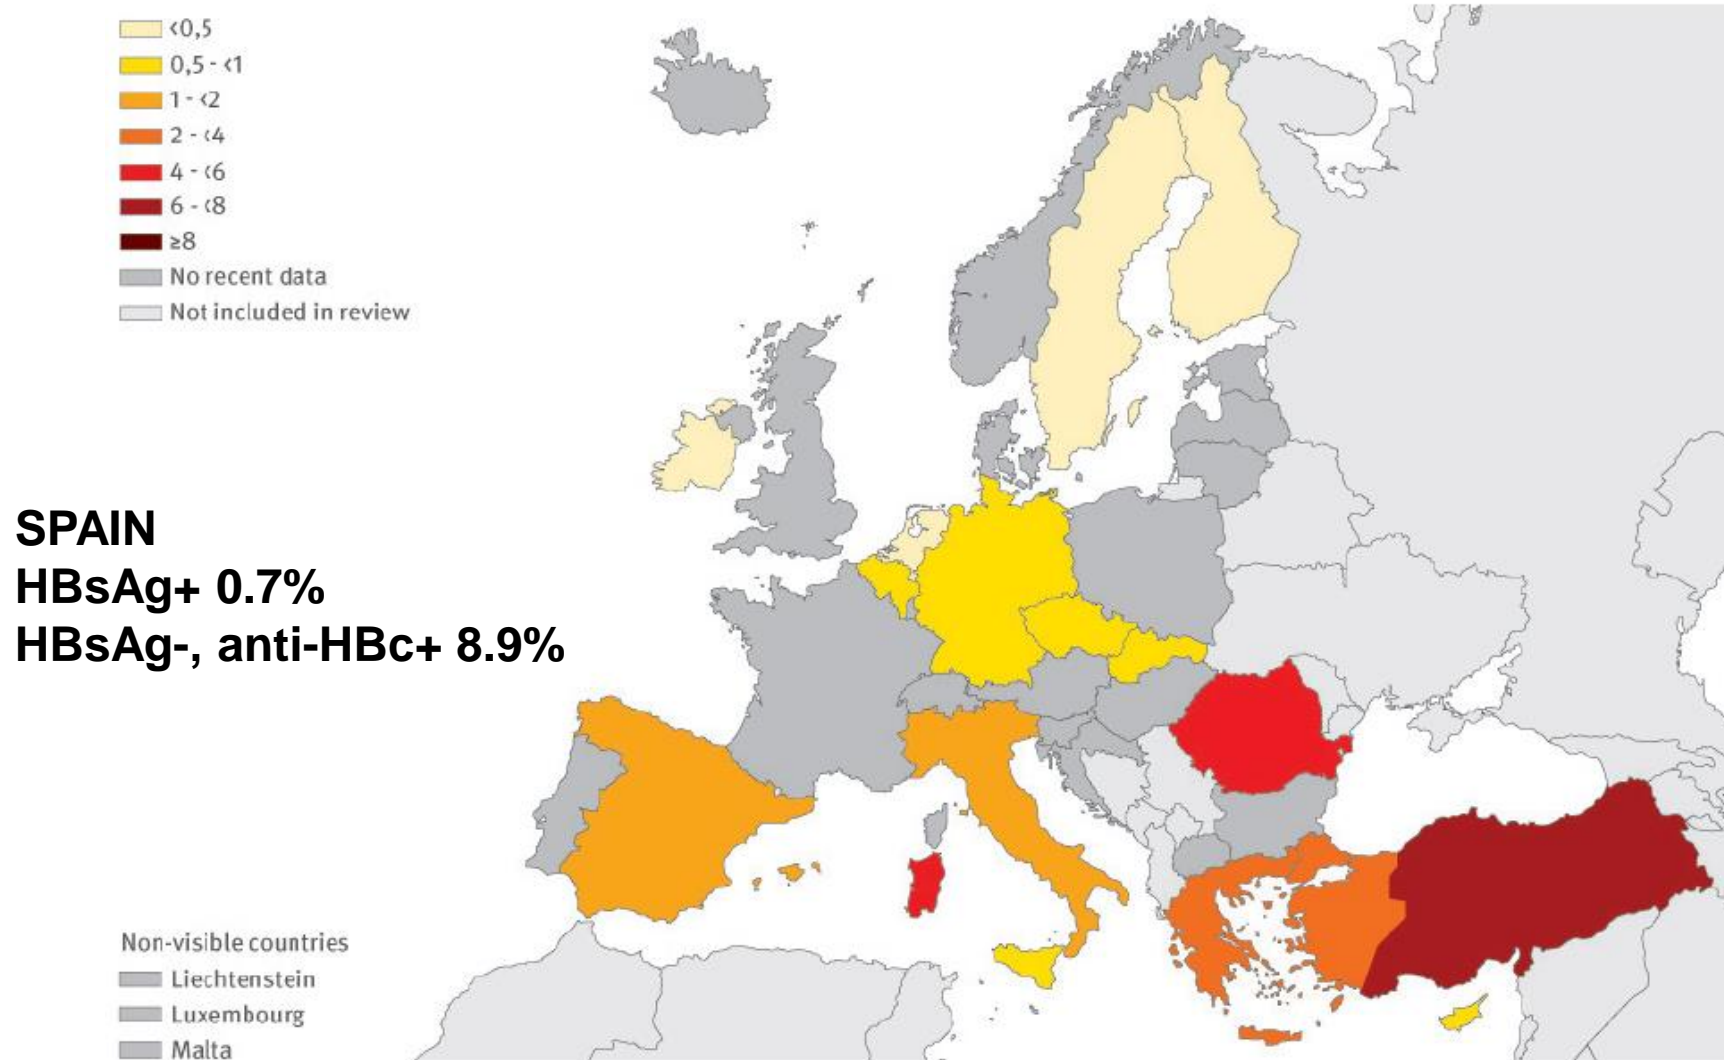 <0,5
0,5 - <1
1 - <2
2 - <4
4 - <6
6 - <8
≥8
No recent data
Not included in review
SPAIN
HBsAg+ 0.7%
HBsAg-, anti-HBc+ 8.9%
Non-visible countries
Liechtenstein
Luxembourg
Malta